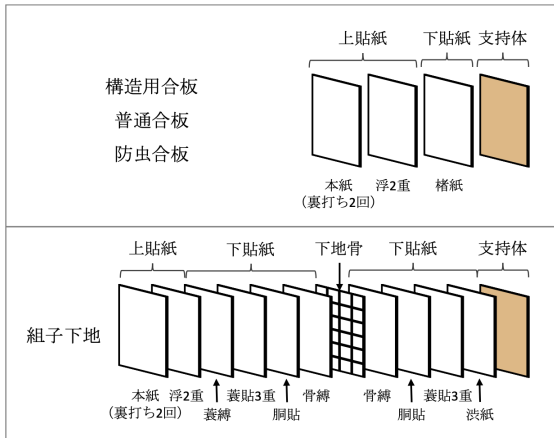 上貼紙 下貼紙 支持体
構造用合板
普通合板
防虫合板
本紙 浮2重 楮紙
(裏打ち2回)
上貼紙 下貼紙 下地骨 下貼紙 支持体
組子下地
本紙 浮2重 蓑貼3重 骨縛 骨縛 蓑貼3重
(裏打ち2回) 蓑縛 胴貼 胴貼 渋紙